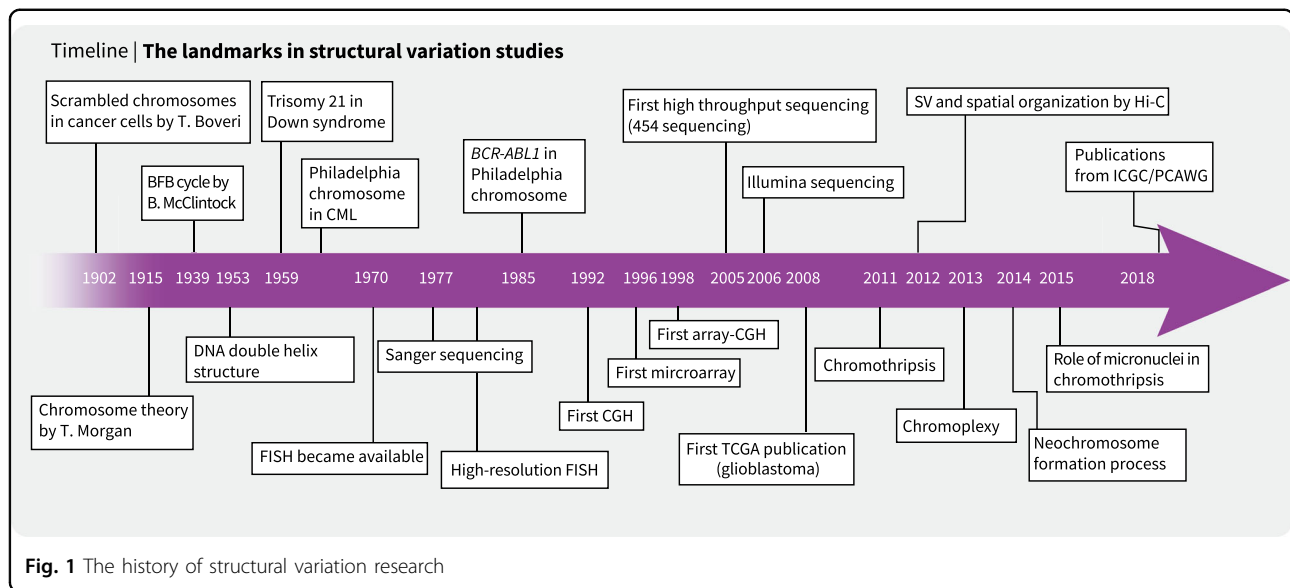 Timeline | The landmarks in structural variation studies
Scrambled chromosomes
in cancer cells by T. Boveri
Trisomy 21 in
Down syndrome
BFB cycle by
B. McClintock
Philadelphia
chromosome
in CML
BCR-ABL1 in
Philadelphia
chromosome
First high throughput sequencing
(454 sequencing)
Illumina sequencing
SV and spatial organization by Hi-C
Publications
from ICGC/PCAWG
1902 1915 1939 1953 1959 1970 1977 1985 1992 1996 1998 2005 2006 2008 2011 2012 2013 2014 2015 2018
Chromosome theory
by T. Morgan
DNA double helix
structure
FISH became available
Sanger sequencing
High-resolution FISH
First CGH
First mircroarray
First array-CGH
First TCGA publication
(glioblastoma)
Chromothripsis
Chromoplexy
Neochromosome
formation process
Role of micronuclei in
chromothripsis
Fig. 1 The history of structural variation research